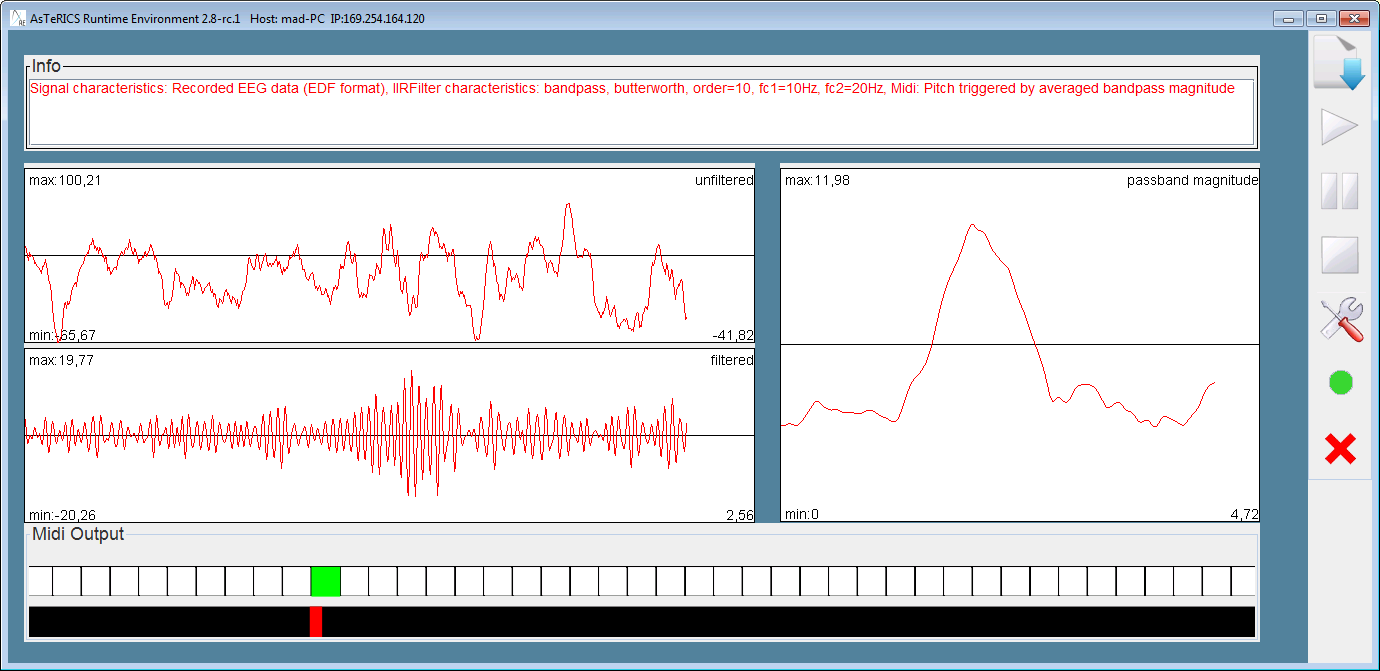 AsTeRICS Runtime Environment 2.8-rc.1 Host: mad-PC IP:169.254.164.120
Info
Signal characteristics: Recorded EEG data (EDF format), IIRFilter characteristics: bandpass, butterworth, order=10, fc1=10Hz, fc2=20Hz, Midi: Pitch triggered by averaged bandpass magnitude
max:100,21 unfiltered
min:-65,67 -41,82
max:19,77 filtered
min:-20,26 2,56
max:11,98 passband magnitude
min:0 4,72
Midi Output